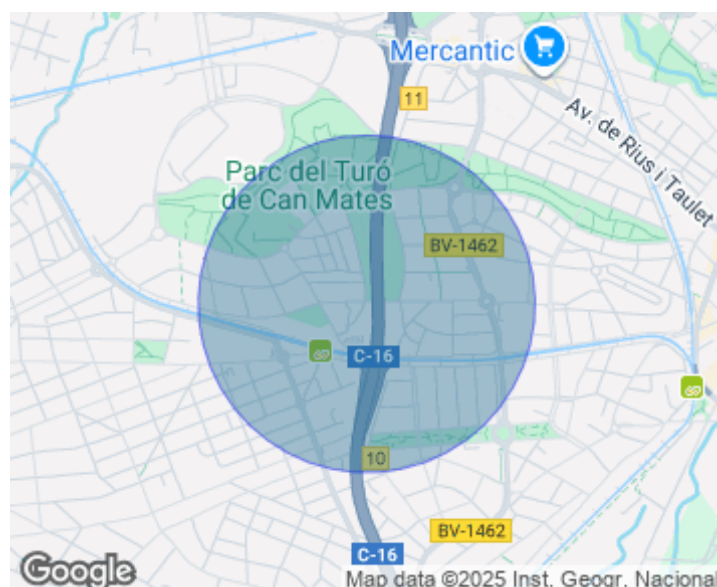 Mercantic
11
Av. de Rius i Taulet
Parc del Turó
de Can Mates
BV-1462
C-16
10
BV-1462
C-16
Google
Map data ©2025 Inst. Geogr. Nacional